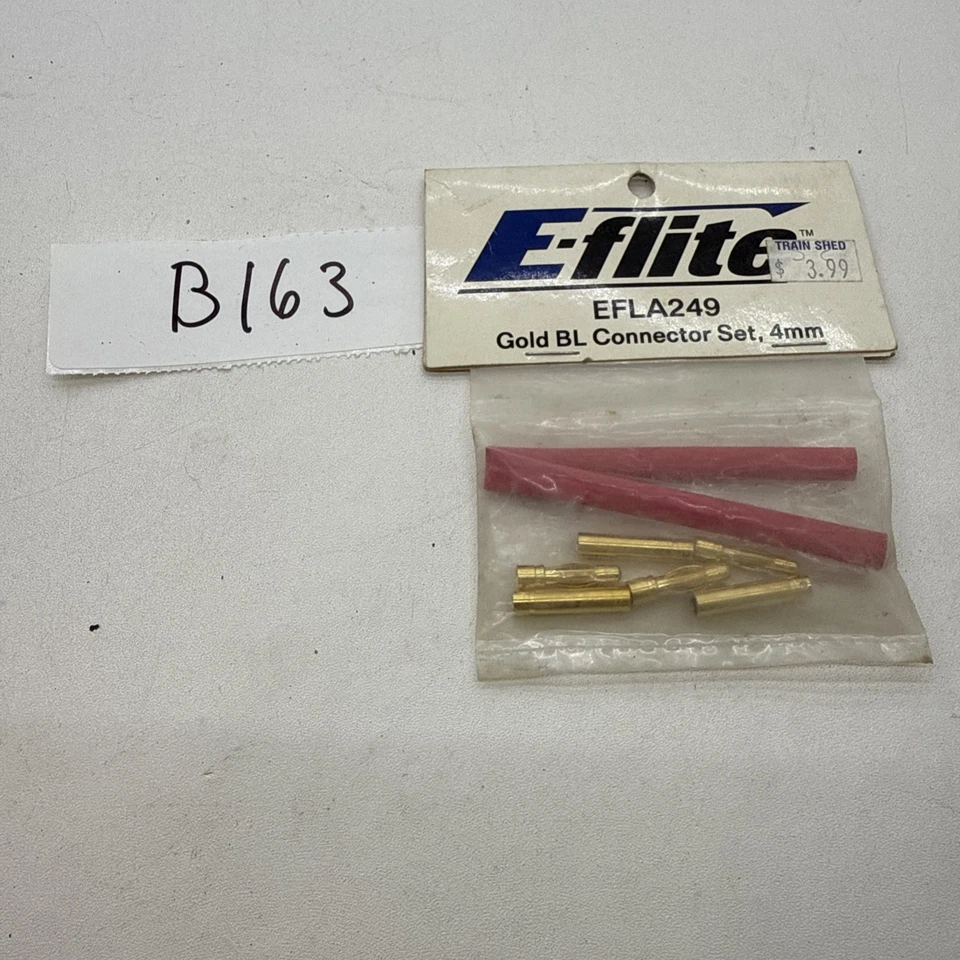 B163
E-flite™
TRAIN SHED
$ 3.99
EFLA249
Gold BL Connector Set, 4mm